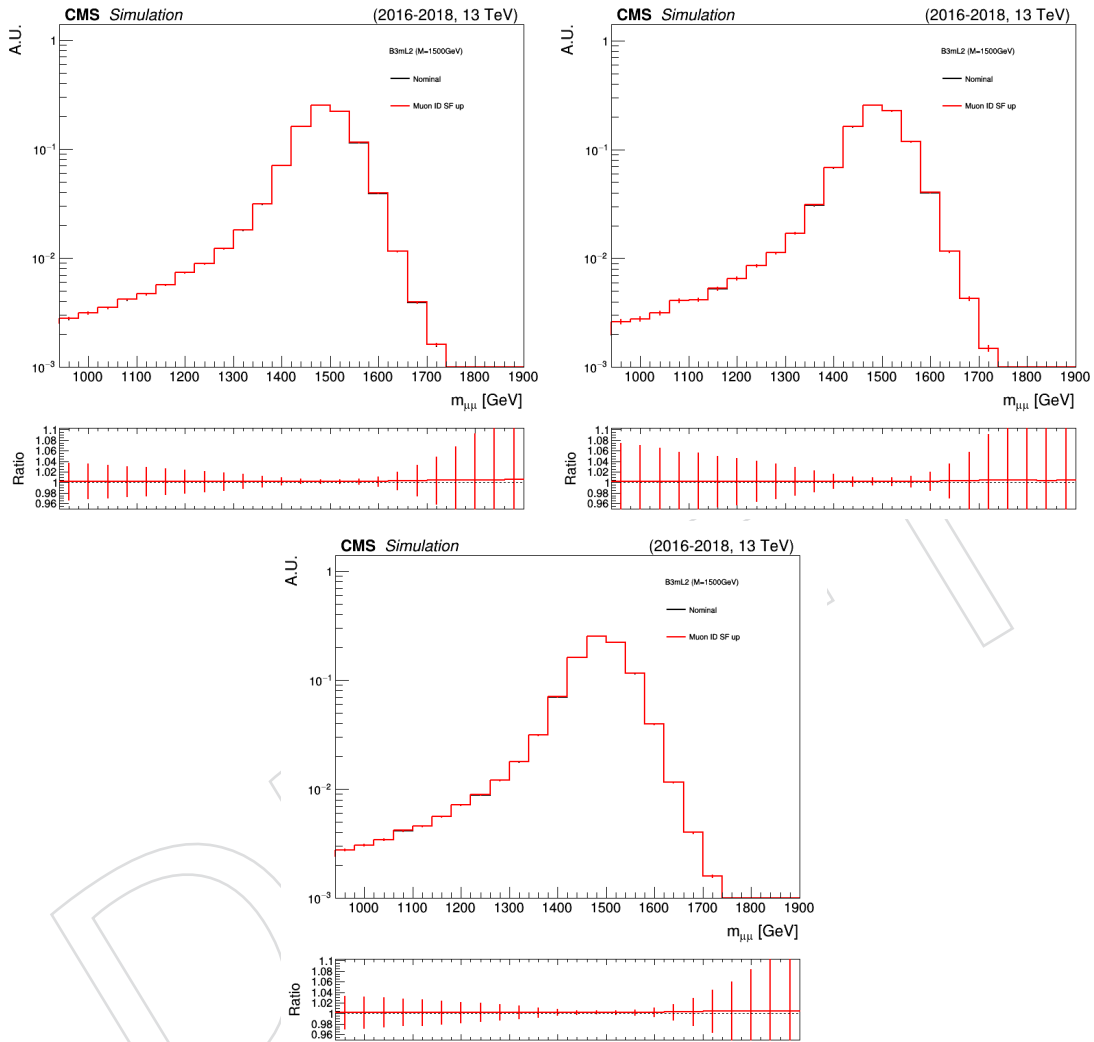 CMS Simulation (2016-2018, 13 TeV)
A.U.
B3mL2 (M=1500GeV)
Nominal
Muon ID SF up
1
10⁻¹
10⁻²
10⁻³
1000 1100 1200 1300 1400 1500 1600 1700 1800 1900
mμμ [GeV]
Ratio
1.1
1.08
1.06
1.04
1.02
1
0.98
0.96
CMS Simulation (2016-2018, 13 TeV)
A.U.
B3mL2 (M=1500GeV)
Nominal
Muon ID SF up
1
10⁻¹
10⁻²
10⁻³
1000 1100 1200 1300 1400 1500 1600 1700 1800 1900
mμμ [GeV]
Ratio
1.1
1.08
1.06
1.04
1.02
1
0.98
0.96
CMS Simulation (2016-2018, 13 TeV)
A.U.
B3mL2 (M=1500GeV)
Nominal
Muon ID SF up
1
10⁻¹
10⁻²
10⁻³
1000 1100 1200 1300 1400 1500 1600 1700 1800 1900
mμμ [GeV]
Ratio
1.1
1.08
1.06
1.04
1.02
1
0.98
0.96